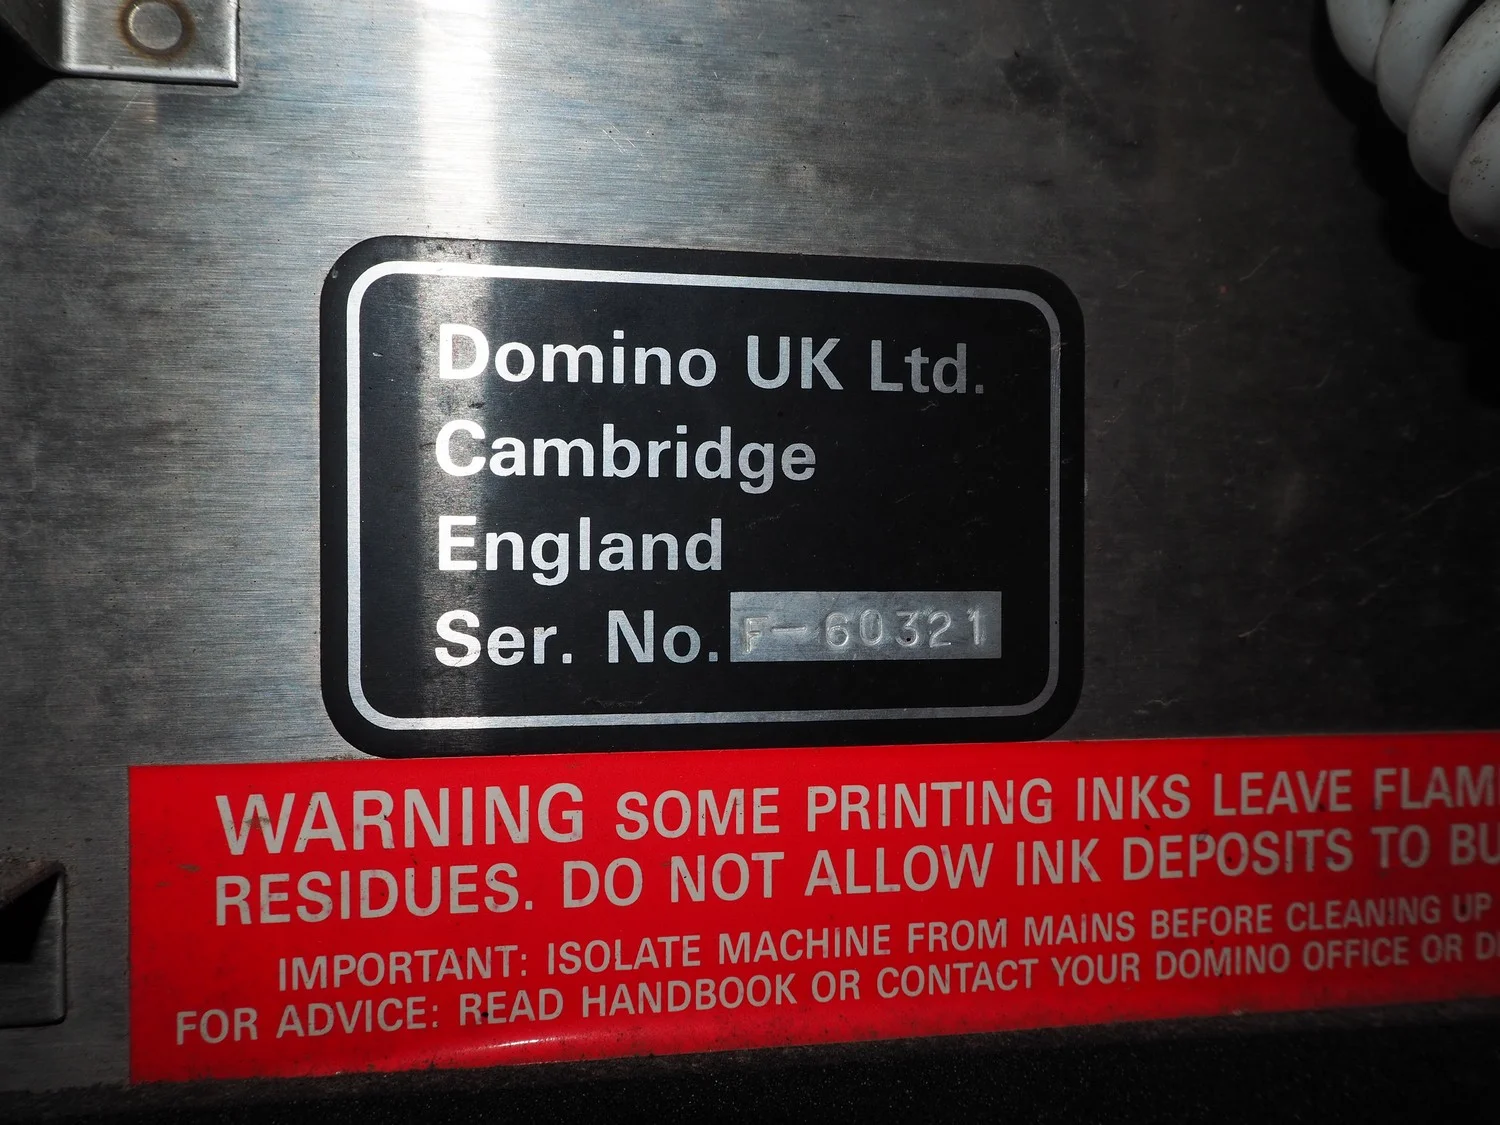 Domino UK Ltd.
Cambridge
England
Ser. No. F-60321
WARNING SOME PRINTING INKS LEAVE FLAM
RESIDUES. DO NOT ALLOW INK DEPOSITS TO BU
IMPORTANT: ISOLATE MACHINE FROM MAINS BEFORE CLEANING UP
FOR ADVICE: READ HANDBOOK OR CONTACT YOUR DOMINO OFFICE OR D